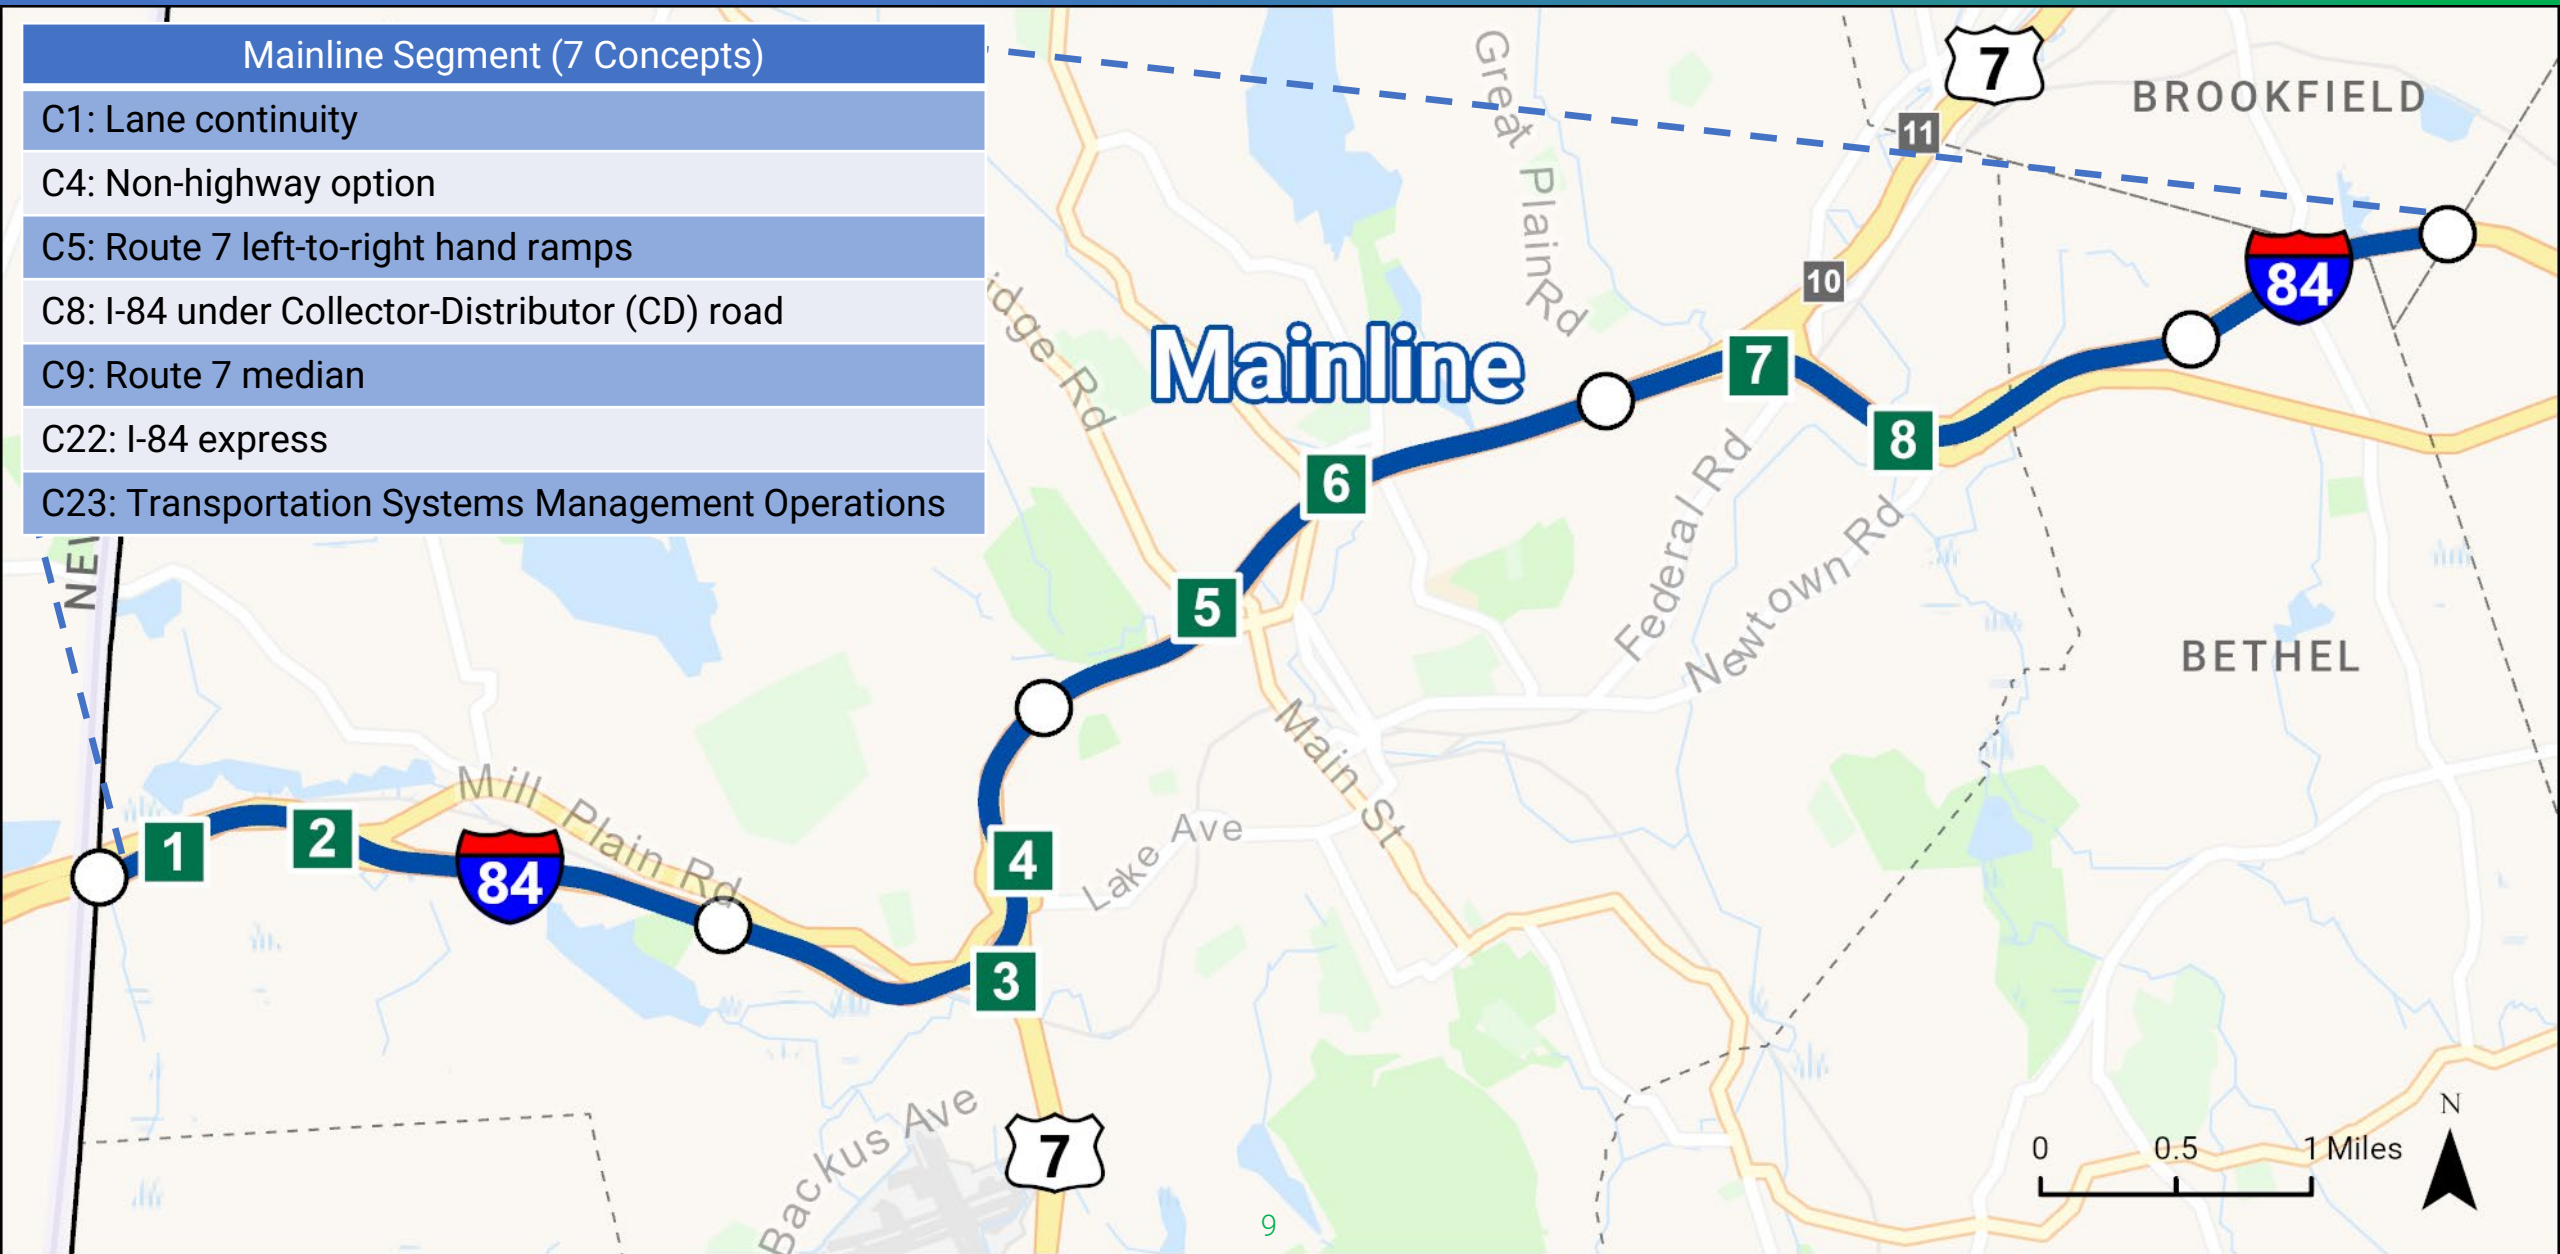 Mainline Segment (7 Concepts)
C1: Lane continuity
C4: Non-highway option
C5: Route 7 left-to-right hand ramps
C8: I-84 under Collector-Distributor (CD) road
C9: Route 7 median
C22: I-84 express
C23: Transportation Systems Management Operations
Great Plain Rd
7
BROOKFIELD
11
10
84
idge Rd
Mainline
7
8
6
Federal Rd
Newtown Rd
5
BETHEL
Main St
Mill Plain Rd
1
2
84
4
Lake Ave
3
Backus Ave
7
N
0 0.5 1 Miles
9